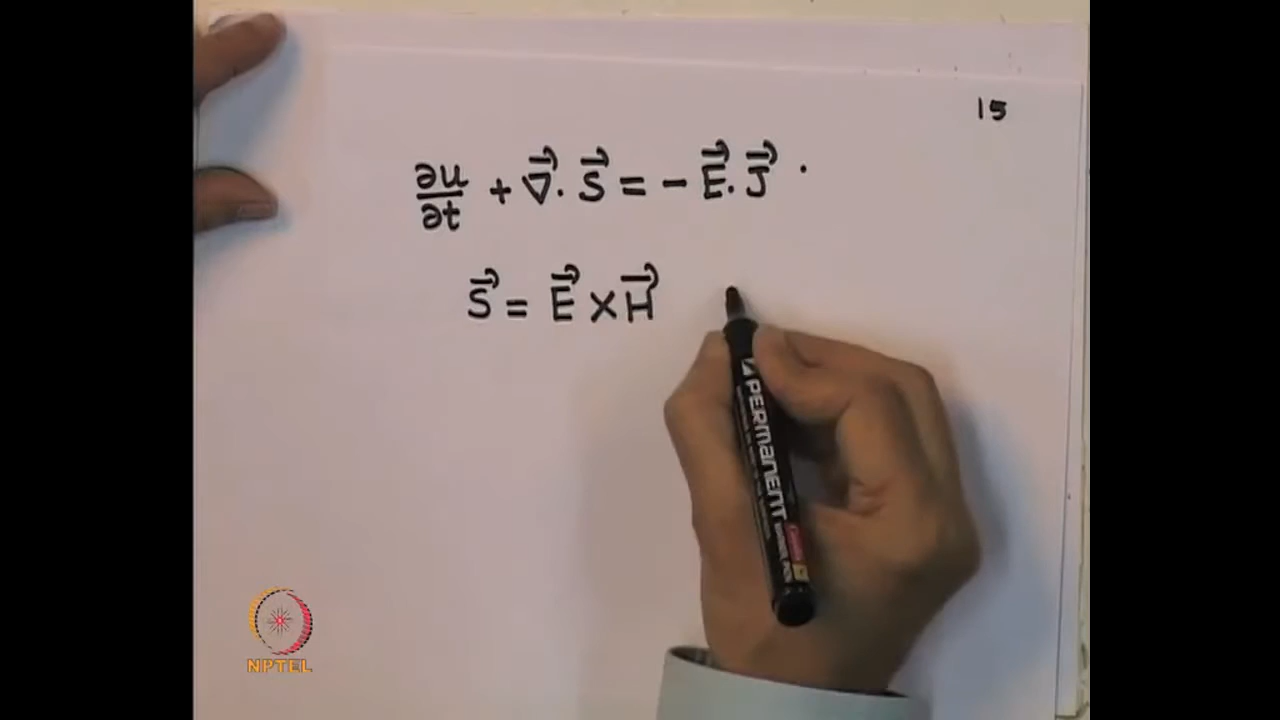 15
∂u/∂t + ∇⃗. S⃗ = - E⃗. J⃗ .
S⃗ = E⃗ × H⃗
PERMANENT
NPTEL